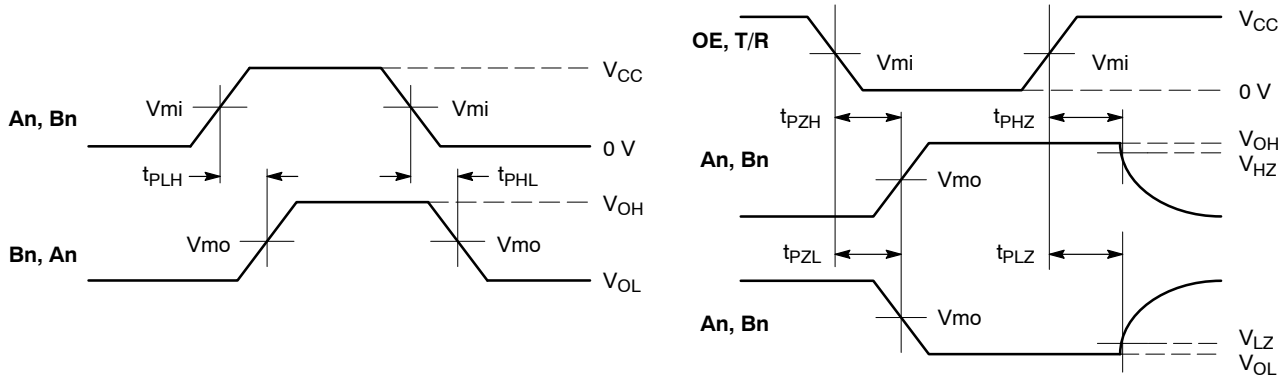 An, Bn
Vmi
Vmi
VCC
0 V
tPLH
tPHL
Bn, An
Vmo
Vmo
VOH
VOL
OE, T/R
Vmi
Vmi
VCC
0 V
tPZH
tPHZ
An, Bn
Vmo
VOH
VHZ
tPZL
tPLZ
An, Bn
Vmo
VLZ
VOL